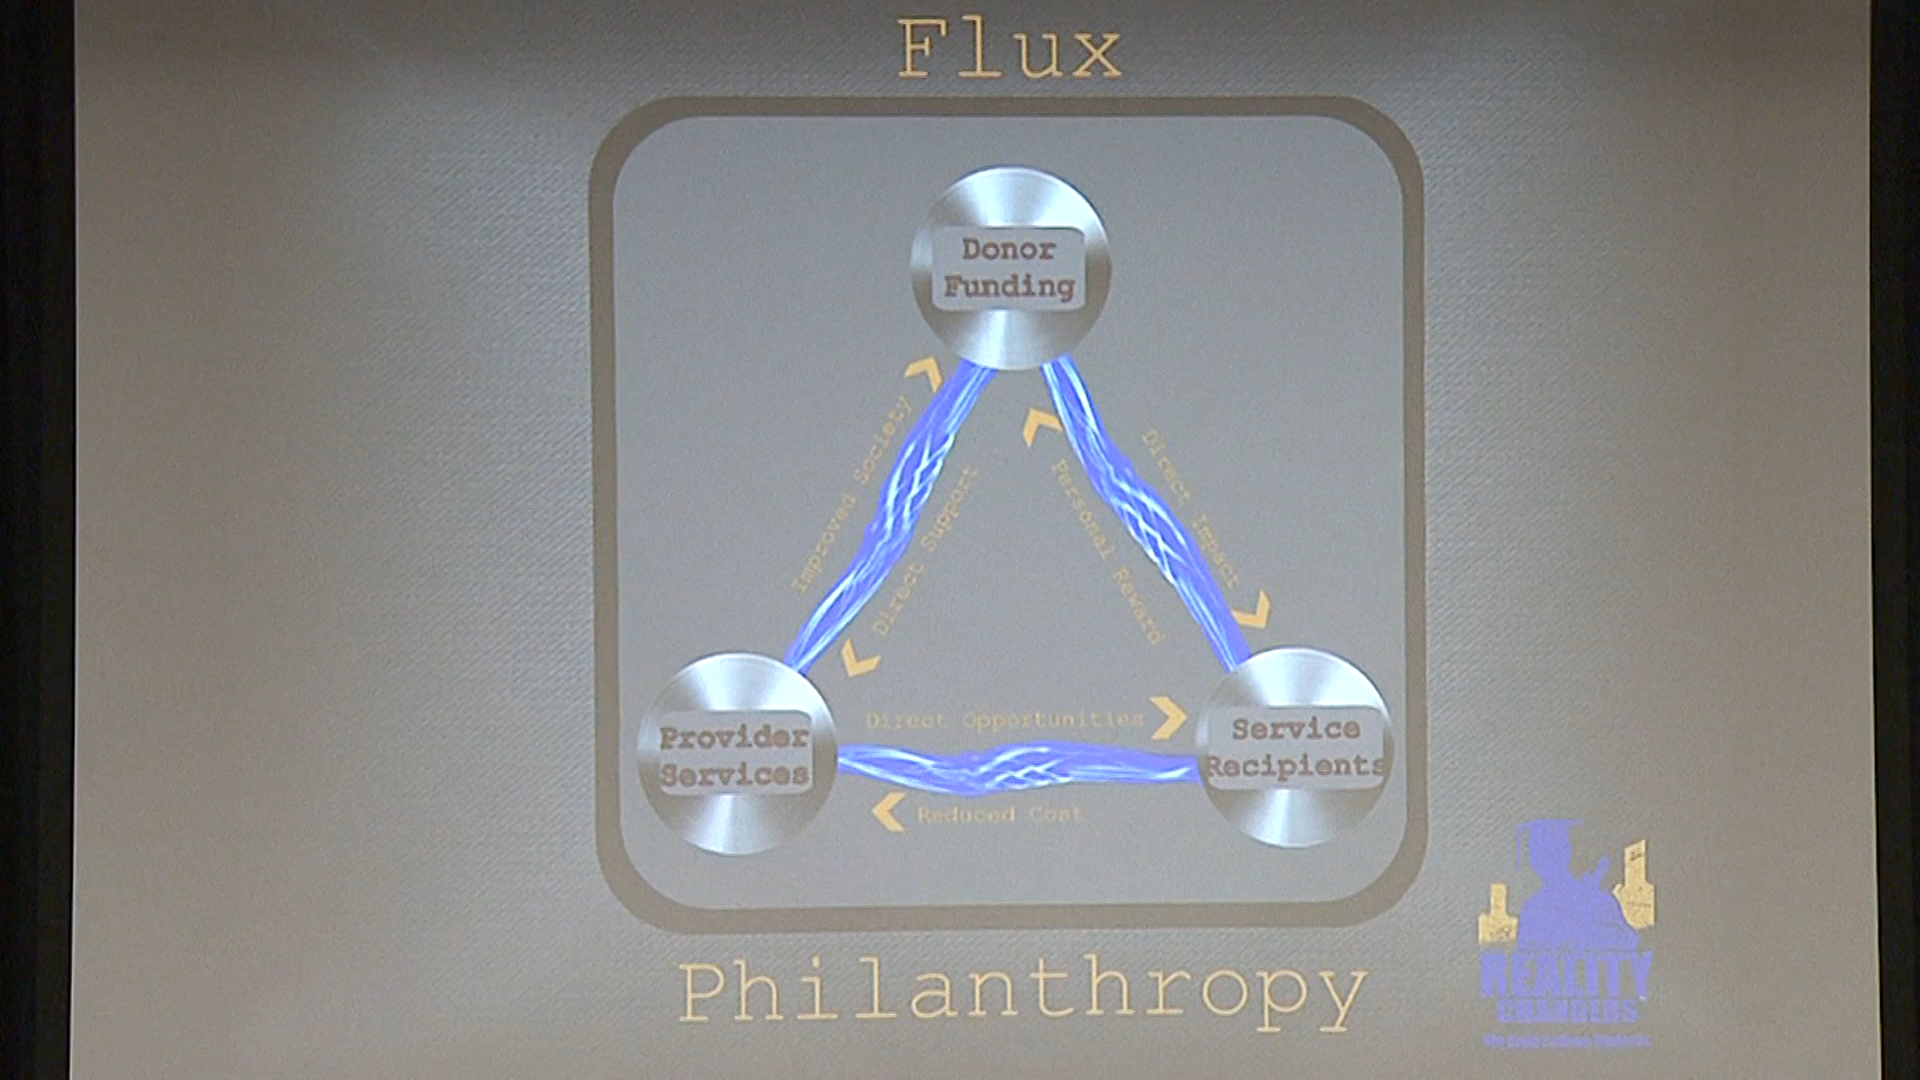 Flux
Donor
Funding
Improved Society
Direct Support
Personal Reward
Direct Impact
Provider
Services
Direct Opportunities
Reduced Cost
Service
Recipients
Philanthropy
REALITY
CHANGERS